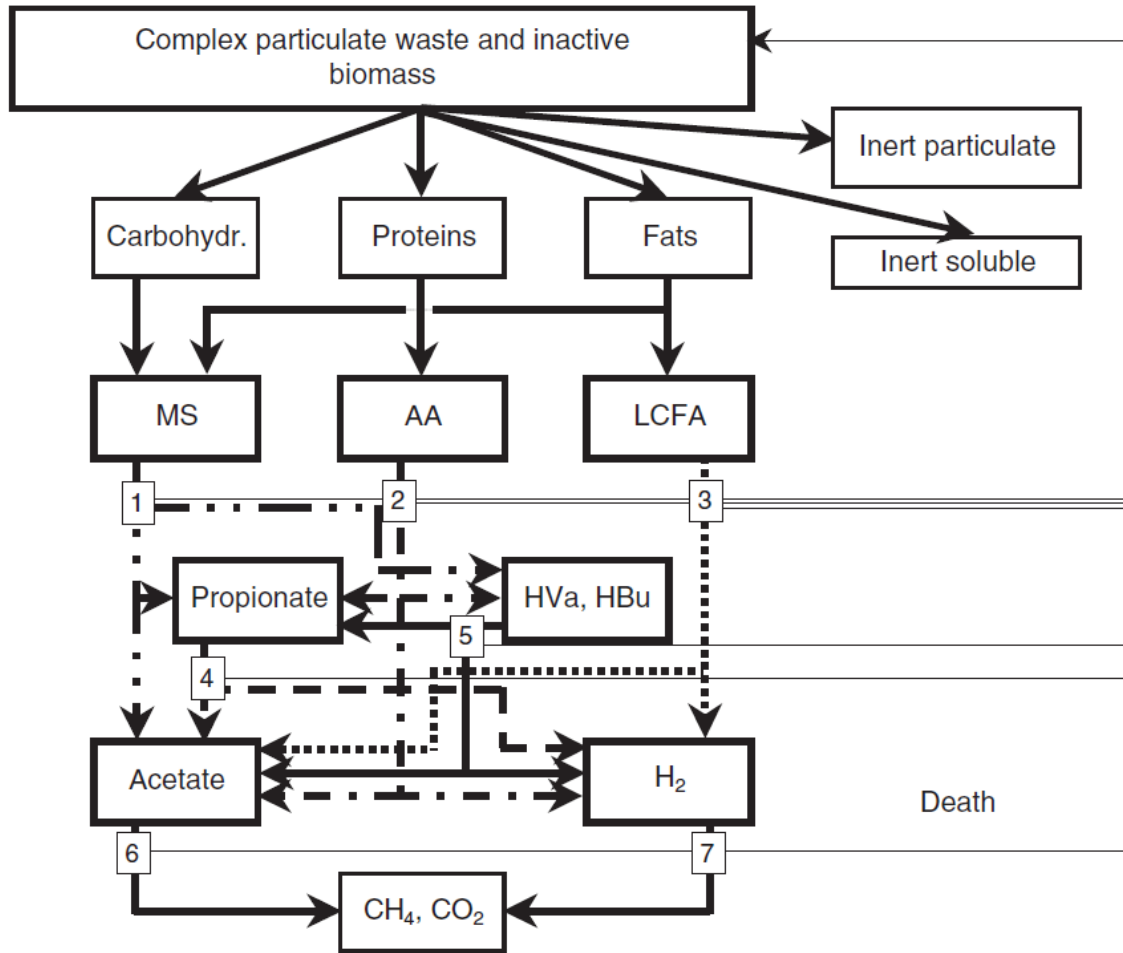 Complex particulate waste and inactive
biomass
Inert particulate
Carbohydr.
Proteins
Fats
Inert soluble
MS
AA
LCFA
1
2
3
Propionate
HVa, HBu
5
4
Acetate
H₂
Death
6
7
CH₄, CO₂